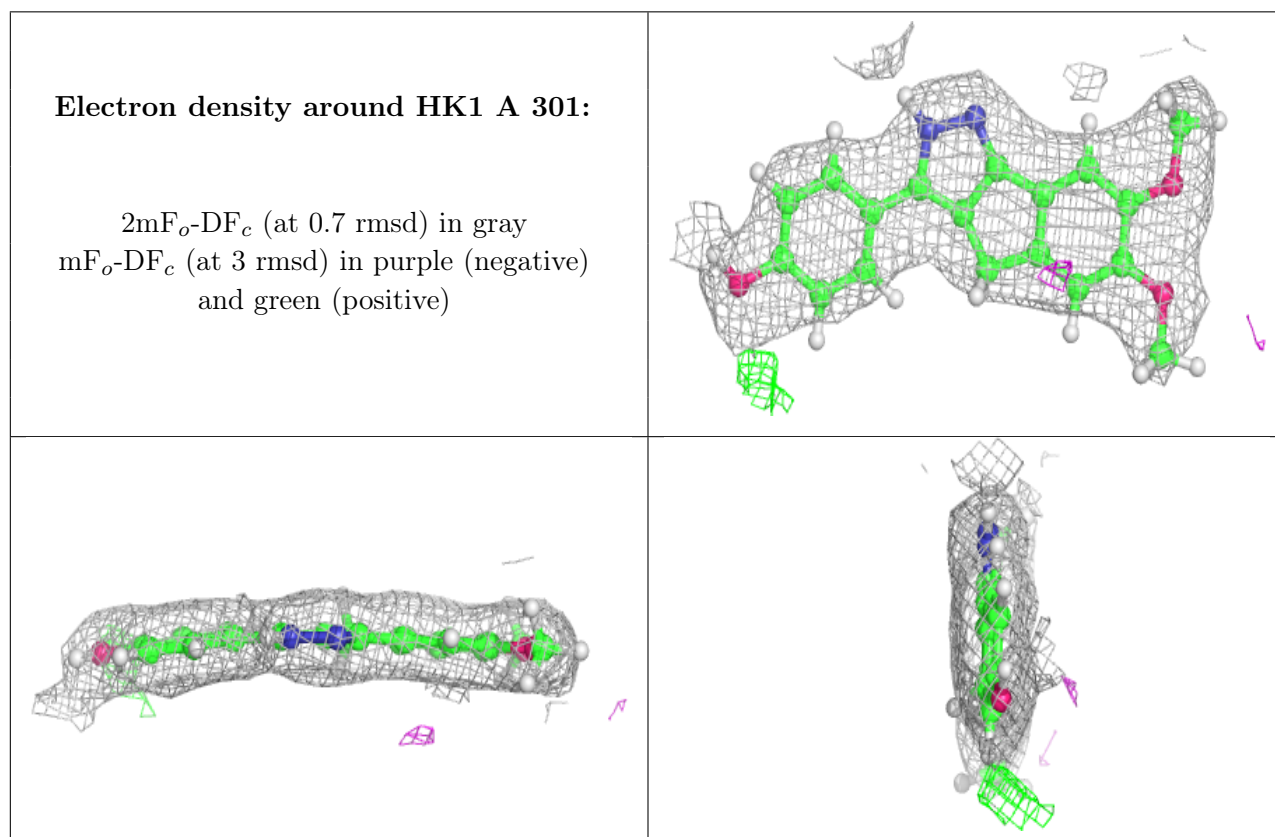 Electron density around HK1 A 301:
2mFo-DFc (at 0.7 rmsd) in gray
mFo-DFc (at 3 rmsd) in purple (negative)
and green (positive)